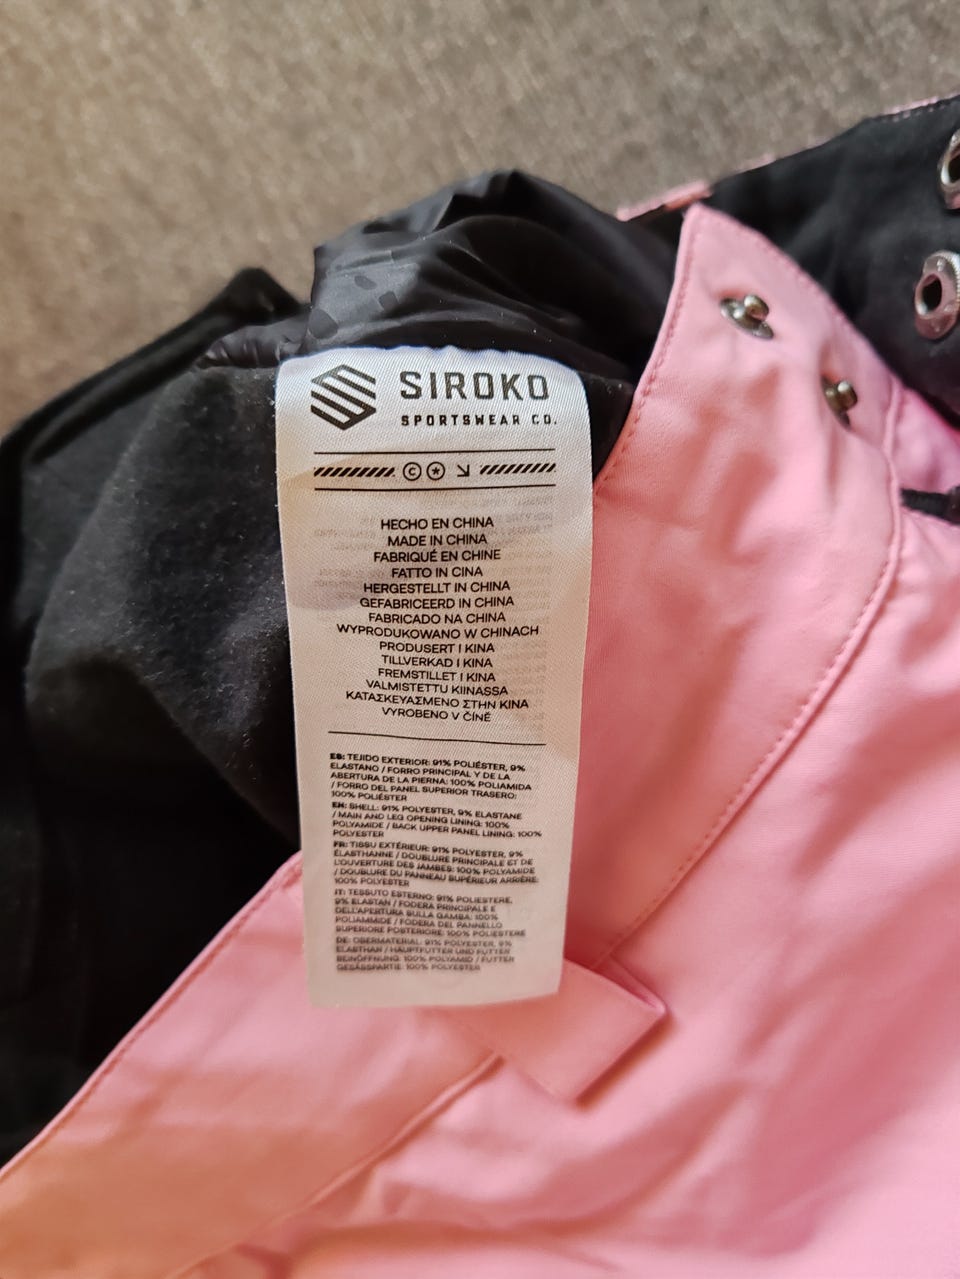 SIROKO
SPORTSWEAR CO.
HECHO EN CHINA
MADE IN CHINA
FABRIQUÉ EN CHINE
FATTO IN CINA
HERGESTELLT IN CHINA
GEFABRICEERD IN CHINA
FABRICADO NA CHINA
WYPRODUKOWANO W CHINACH
PRODUSERT I KINA
TILLVERKAD I KINA
FREMSTILLET I KINA
VALMISTETTU KIINASSA
ΚΑΤΑΣΚΕΥΑΣΜΕΝΟ ΣΤΗΝ ΚΙΝΑ
VYROBENO V ČÍNĚ
ES: TEJIDO EXTERIOR: 91% POLIÉSTER, 9%
ELASTANO / FORRO PRINCIPAL Y DE LA
ABERTURA DE LA PIERNA: 100% POLIAMIDA
/ FORRO DEL PANEL SUPERIOR TRASERO:
100% POLIÉSTER
EN: SHELL: 91% POLYESTER, 9% ELASTANE
/ MAIN AND LEG OPENING LINING: 100%
POLYAMIDE / BACK UPPER PANEL LINING: 100%
POLYESTER
FR: TISSU EXTÉRIEUR: 91% POLYESTER, 9%
ÉLASTHANNE / DOUBLURE PRINCIPALE ET DE
L'OUVERTURE DES JAMBES: 100% POLYAMIDE
/ DOUBLURE DU PANNEAU SUPÉRIEUR ARRIÈRE:
100% POLYESTER
IT: TESSUTO ESTERNO: 91% POLIESTERE,
9% ELASTAN / FODERA PRINCIPALE E
DELL'APERTURA SULLA GAMBA: 100%
POLIAMMIDE / FODERA DEL PANNELLO
SUPERIORE POSTERIORE: 100% POLIESTERE
DE: OBERMATERIAL: 91% POLYESTER, 9%
ELASTHAN / HAUPTFUTTER UND FUTTER
BEINÖFFNUNG: 100% POLYAMID / FUTTER
GESÄSSPARTIE: 100% POLYESTER